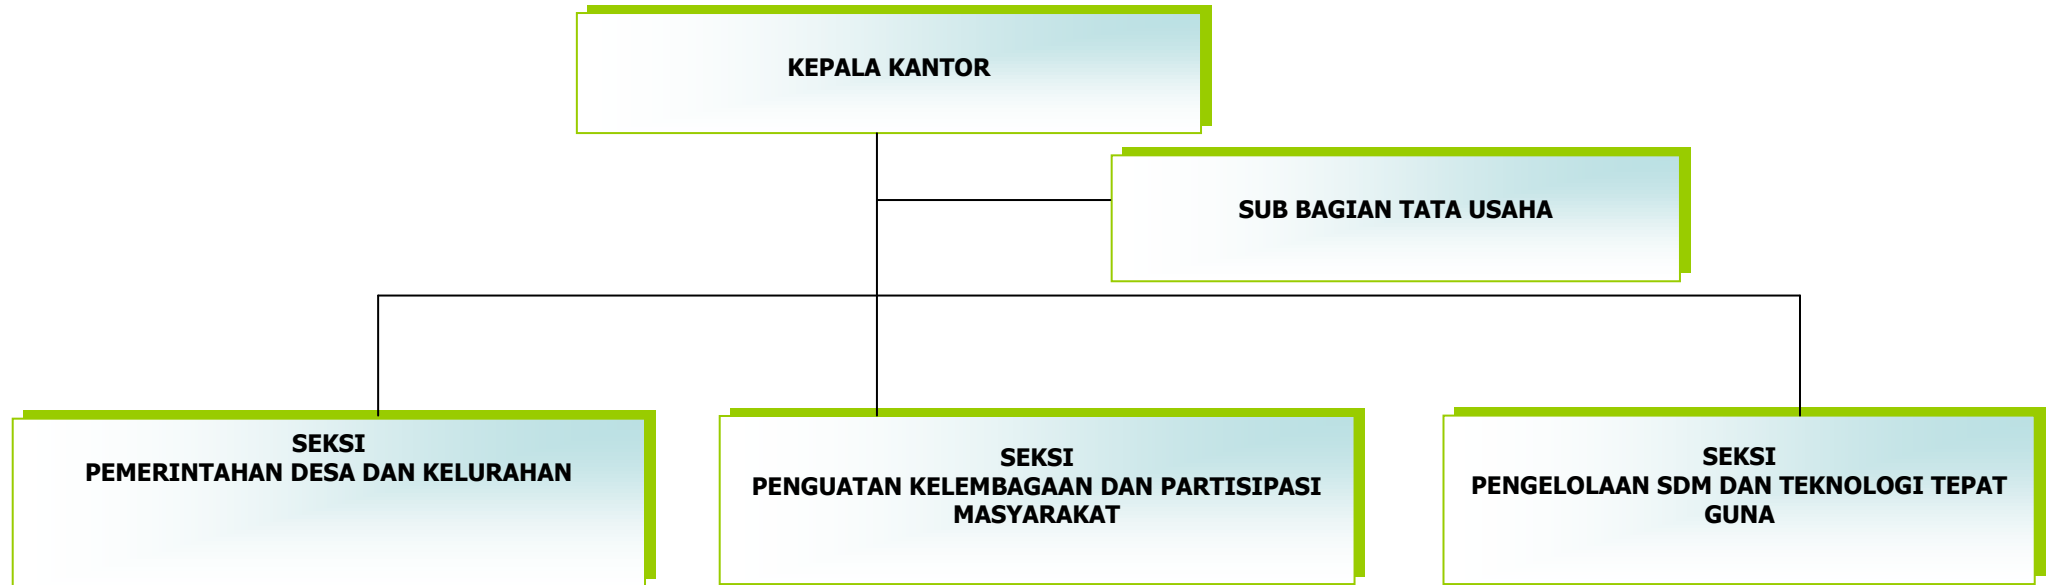 KEPALA KANTOR
SUB BAGIAN TATA USAHA
SEKSI
PEMERINTAHAN DESA DAN KELURAHAN
SEKSI
PENGUATAN KELEMBAGAAN DAN PARTISIPASI
MASYARAKAT
SEKSI
PENGELOLAAN SDM DAN TEKNOLOGI TEPAT
GUNA